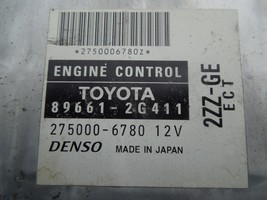 *2750006780Z*
ENGINE CONTROL
TOYOTA
89661-2G411
275000-6780 12V
DENSO MADE IN JAPAN
2ZZ-GE
ECT